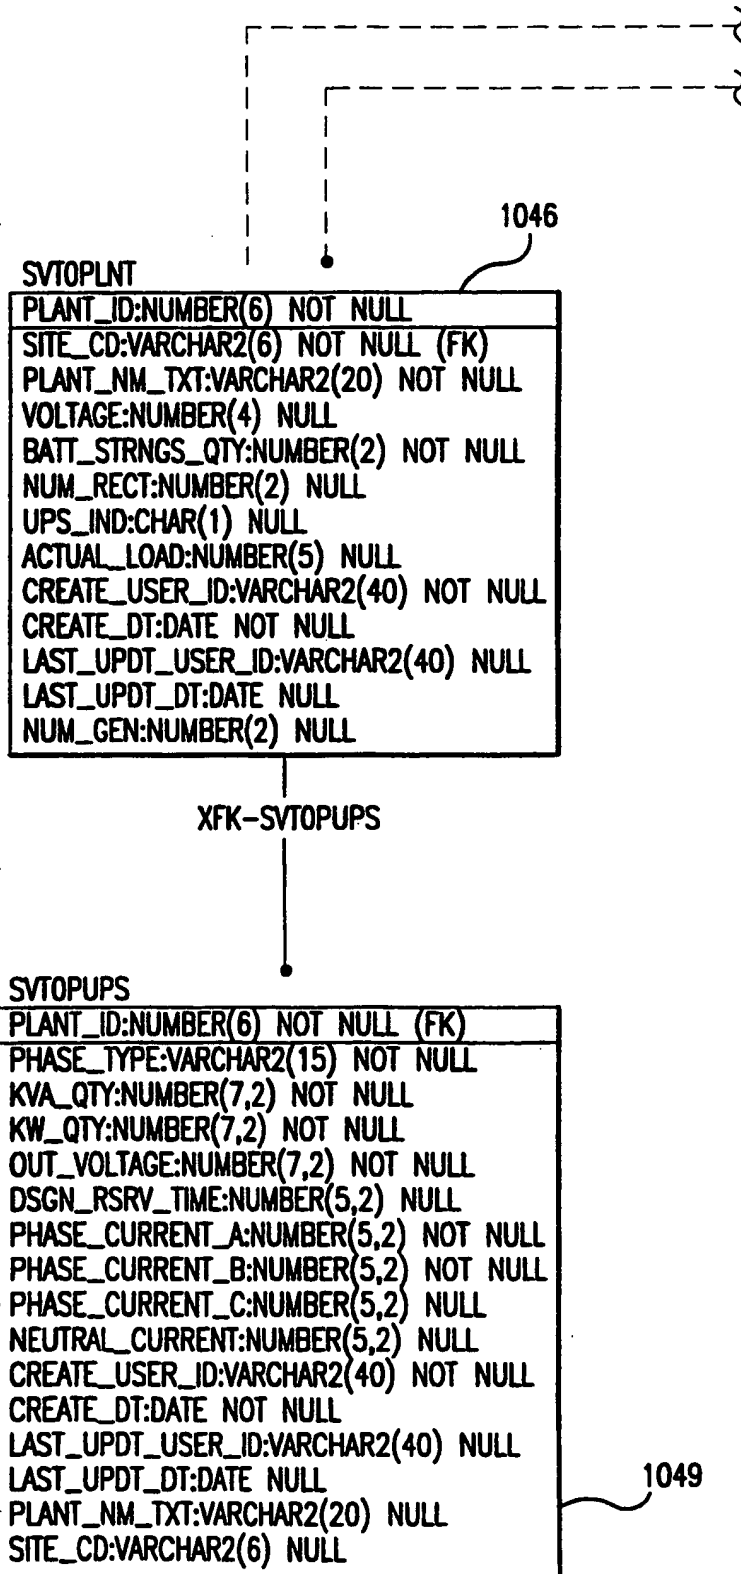 1046
SVTOPLNT
PLANT_ID:NUMBER(6) NOT NULL
SITE_CD:VARCHAR2(6) NOT NULL (FK)
PLANT_NM_TXT:VARCHAR2(20) NOT NULL
VOLTAGE:NUMBER(4) NULL
BATT_STRNGS_QTY:NUMBER(2) NOT NULL
NUM_RECT:NUMBER(2) NULL
UPS_IND:CHAR(1) NULL
ACTUAL_LOAD:NUMBER(5) NULL
CREATE_USER_ID:VARCHAR2(40) NOT NULL
CREATE_DT:DATE NOT NULL
LAST_UPDT_USER_ID:VARCHAR2(40) NULL
LAST_UPDT_DT:DATE NULL
NUM_GEN:NUMBER(2) NULL
XFK-SVTOPUPS
SVTOPUPS
PLANT_ID:NUMBER(6) NOT NULL (FK)
PHASE_TYPE:VARCHAR2(15) NOT NULL
KVA_QTY:NUMBER(7,2) NOT NULL
KW_QTY:NUMBER(7,2) NOT NULL
OUT_VOLTAGE:NUMBER(7,2) NOT NULL
DSGN_RSRV_TIME:NUMBER(5,2) NULL
PHASE_CURRENT_A:NUMBER(5,2) NOT NULL
PHASE_CURRENT_B:NUMBER(5,2) NOT NULL
PHASE_CURRENT_C:NUMBER(5,2) NULL
NEUTRAL_CURRENT:NUMBER(5,2) NULL
CREATE_USER_ID:VARCHAR2(40) NOT NULL
CREATE_DT:DATE NOT NULL
LAST_UPDT_USER_ID:VARCHAR2(40) NULL
LAST_UPDT_DT:DATE NULL
1049
PLANT_NM_TXT:VARCHAR2(20) NULL
SITE_CD:VARCHAR2(6) NULL